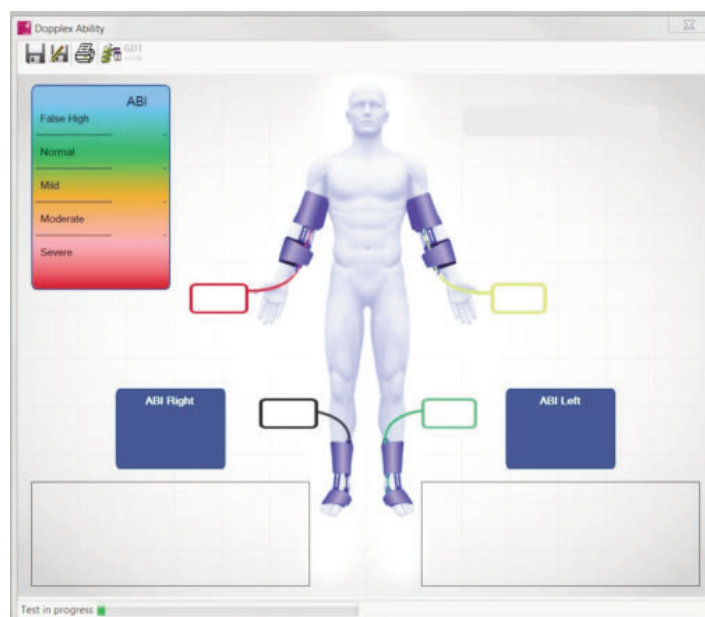 Dopplex Ability
GDT
ABI
False High
Normal
Mild
Moderate
Severe
ABI Right
ABI Left
Test in progress